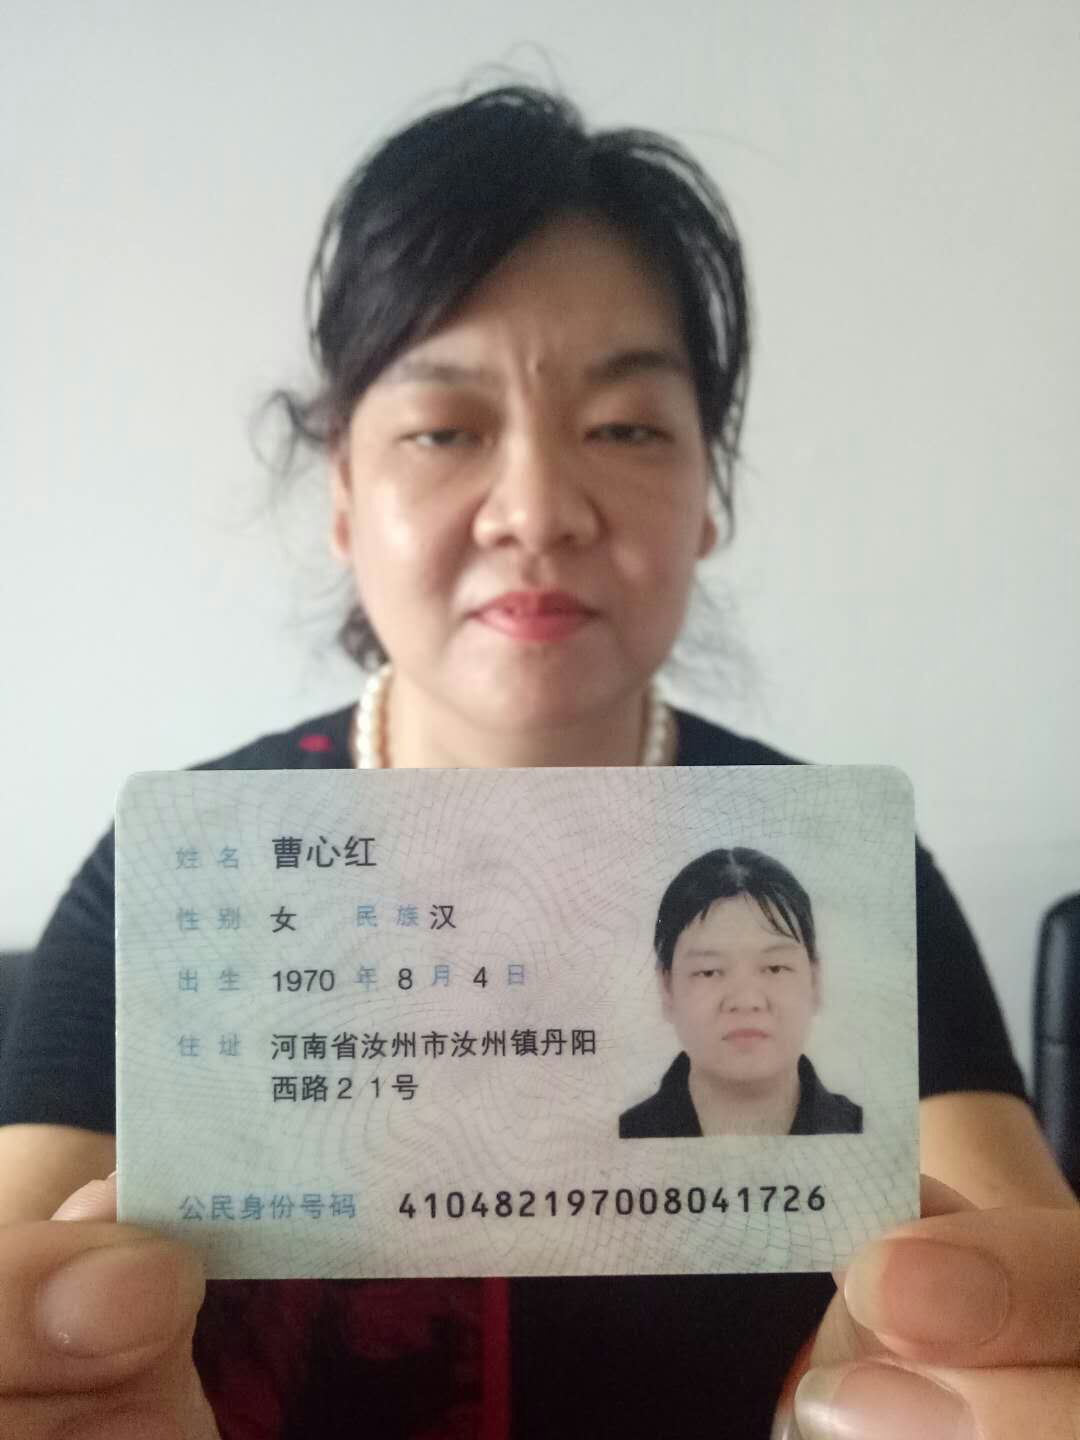 姓名 曹心红
性别 女 民族 汉
出生 1970 年 8 月 4 日
住址 河南省汝州市汝州镇丹阳
西路21号
公民身份号码 410482197008041726